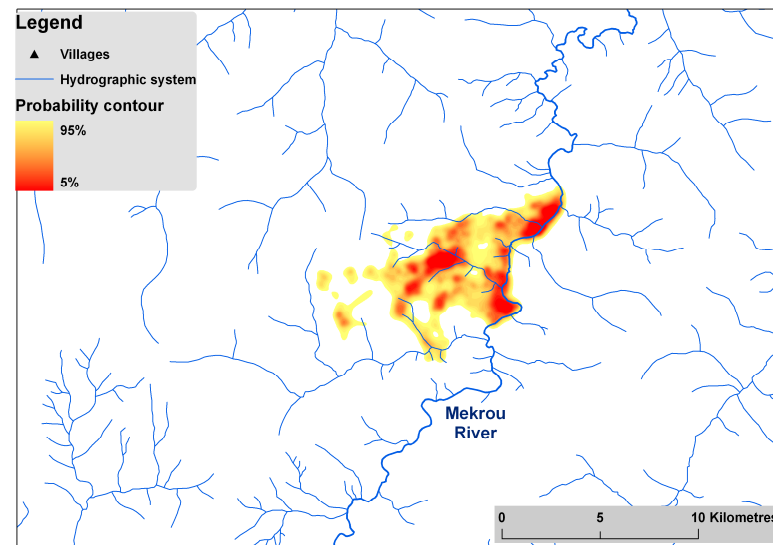 Legend
Villages
Hydrographic system
Probability contour
95%
5%
Mekrou
River
0 5 10 Kilometres